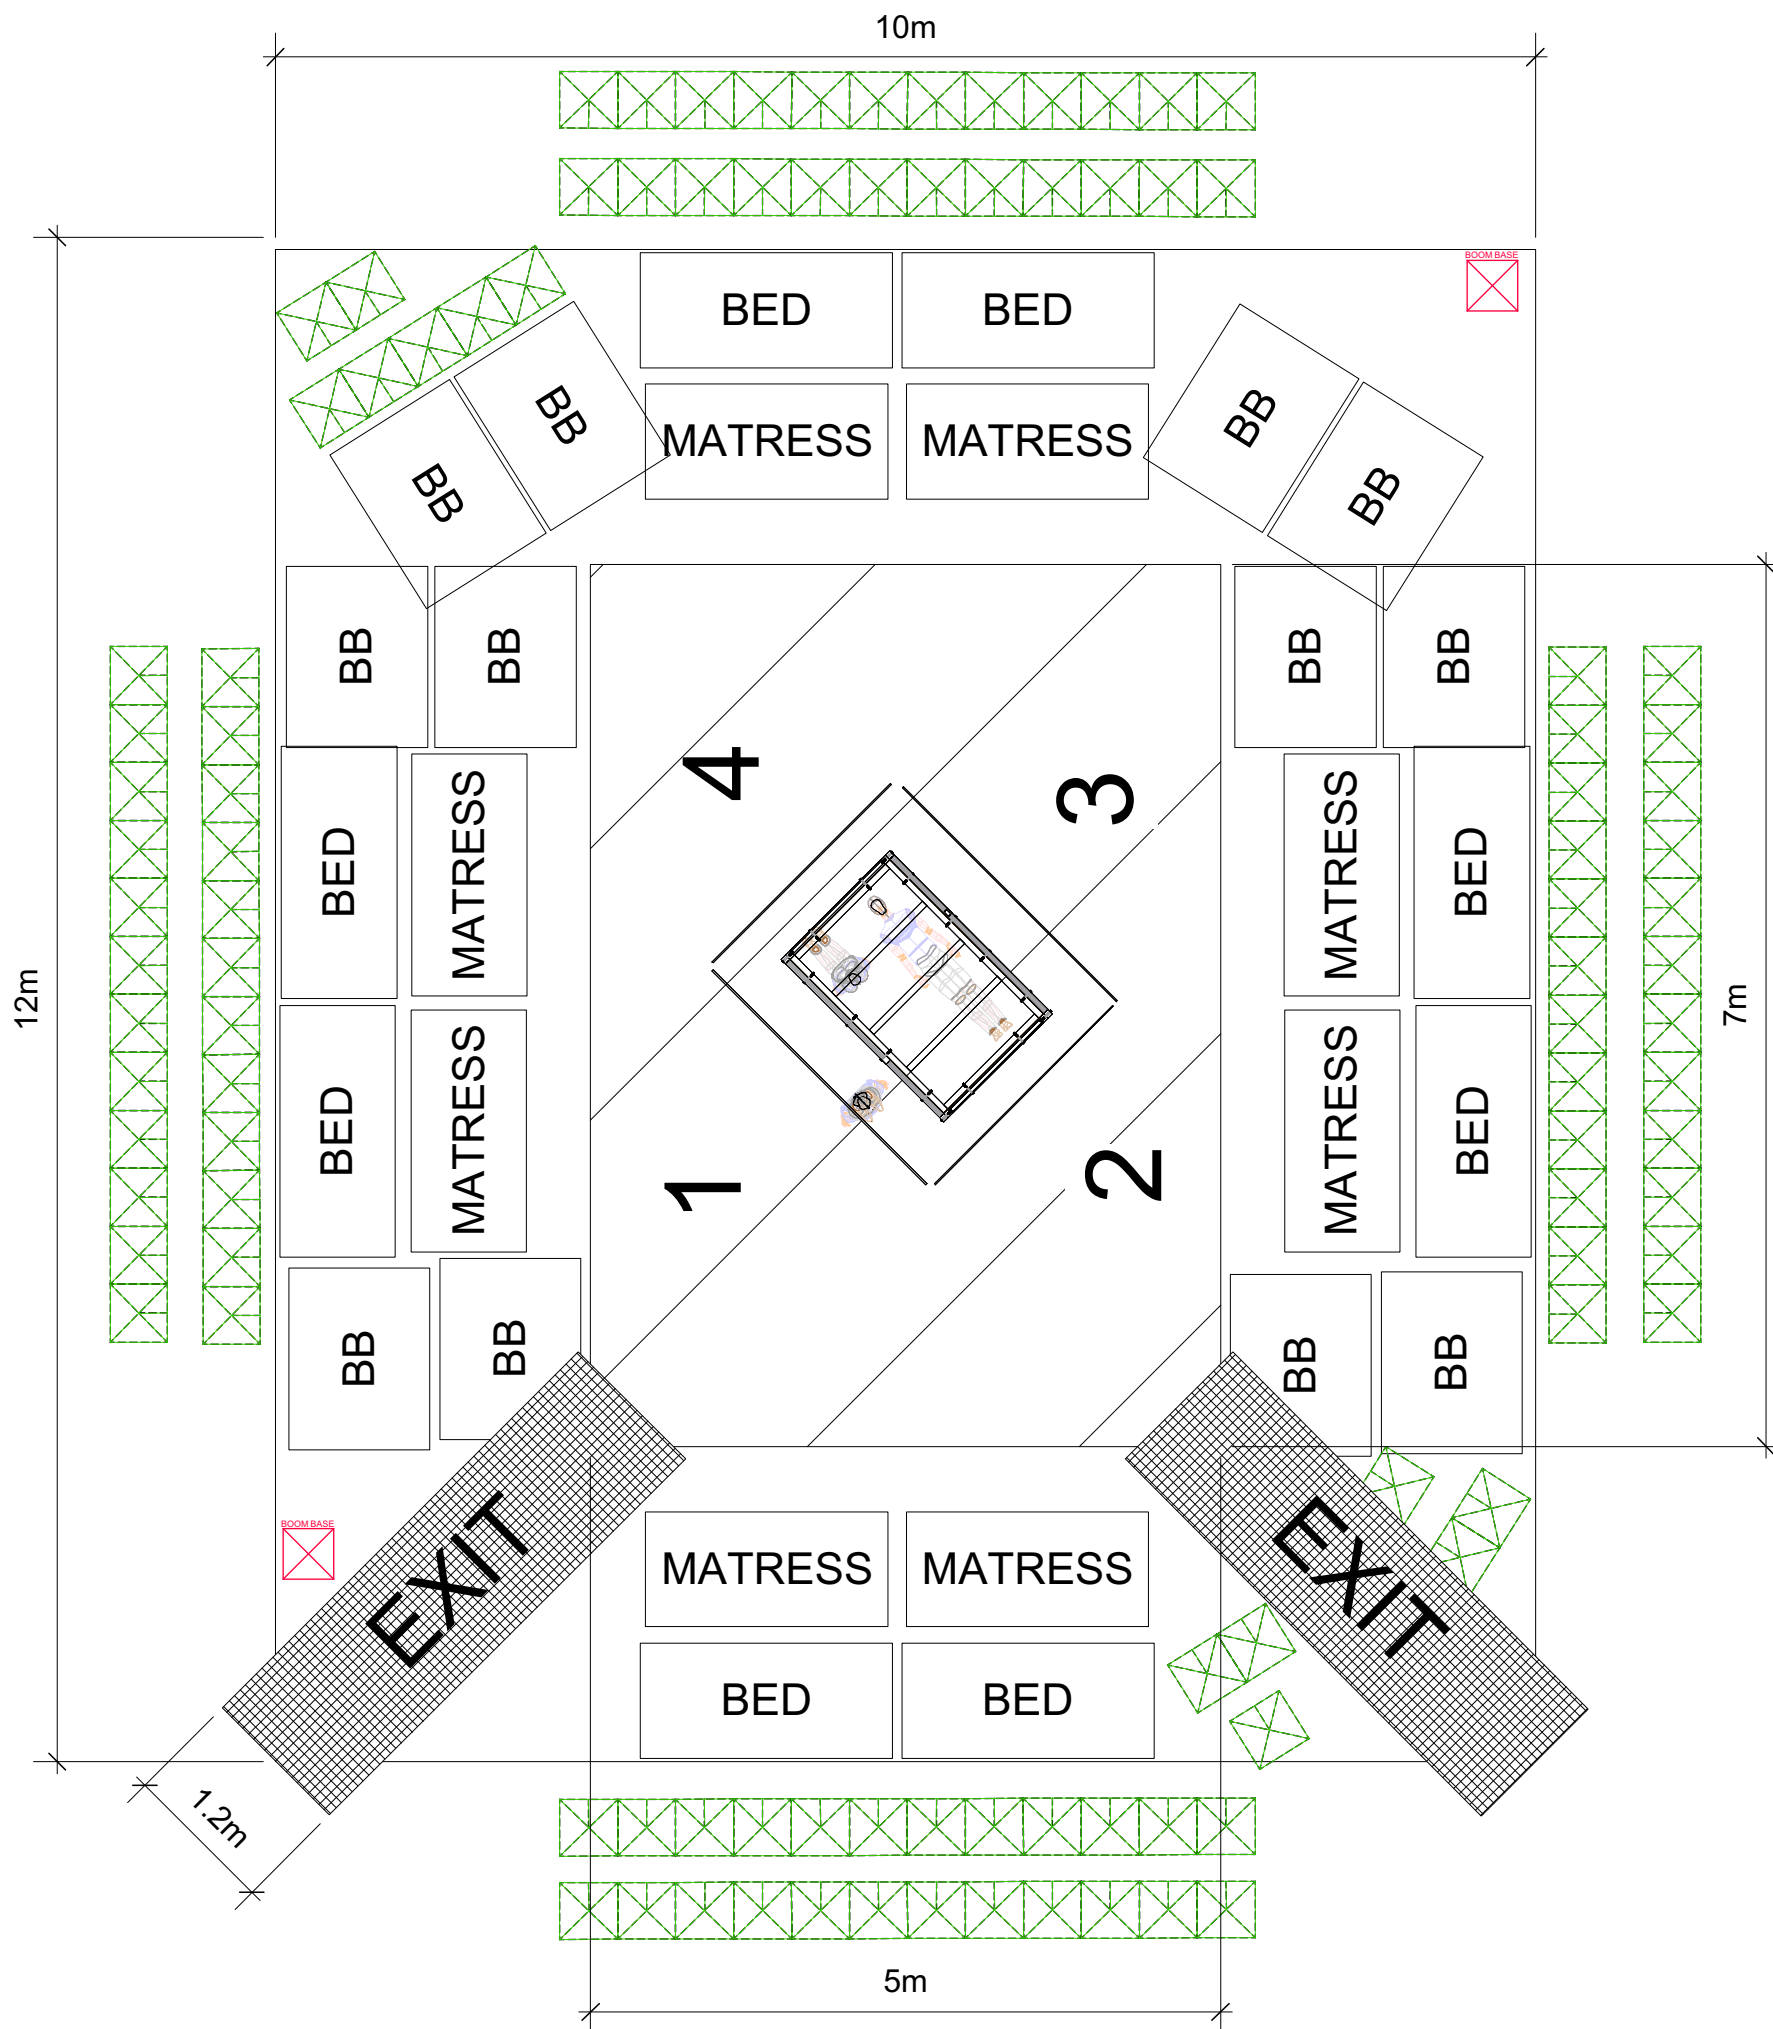 10m
BOOM BASE
BED BED
BB BB
MATRESS MATRESS
BB BB
BB BB
BB BB
4 3
BED MATRESS
MATRESS BED
12m
7m
BED MATRESS
MATRESS BED
1 2
BB BB
BB BB
BOOM BASE
EXIT
EXIT
MATRESS MATRESS
BED BED
1.2m
5m